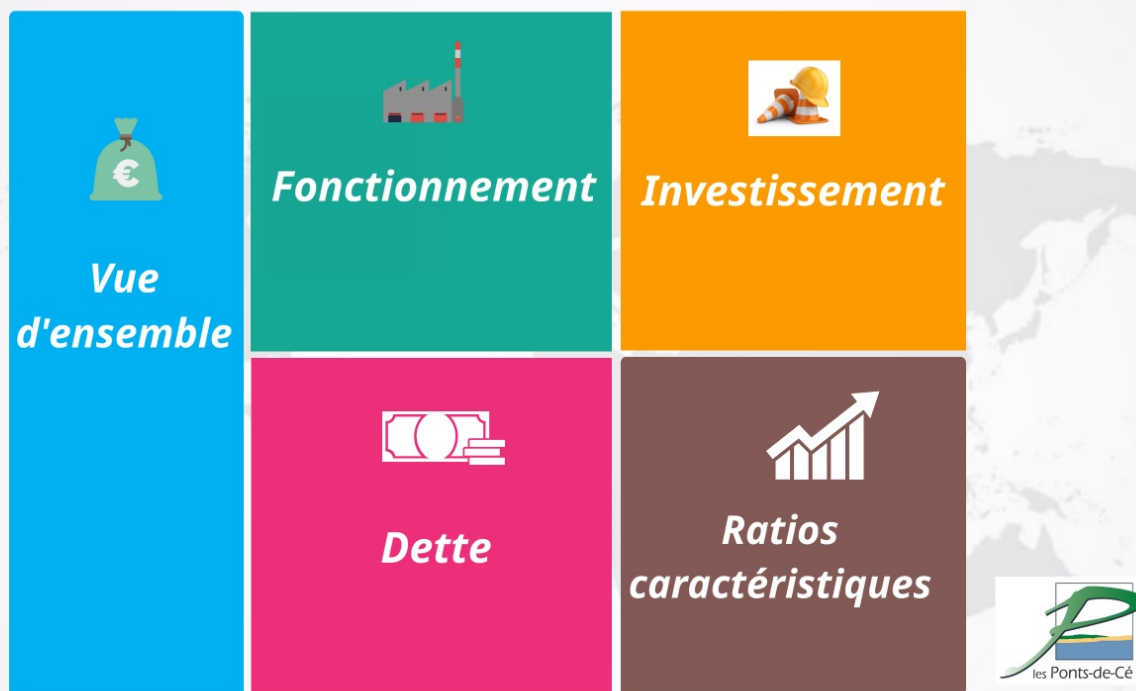 €
Vue
d'ensemble
Fonctionnement
Investissement
Dette
Ratios
caractéristiques
les Ponts-de-Cé